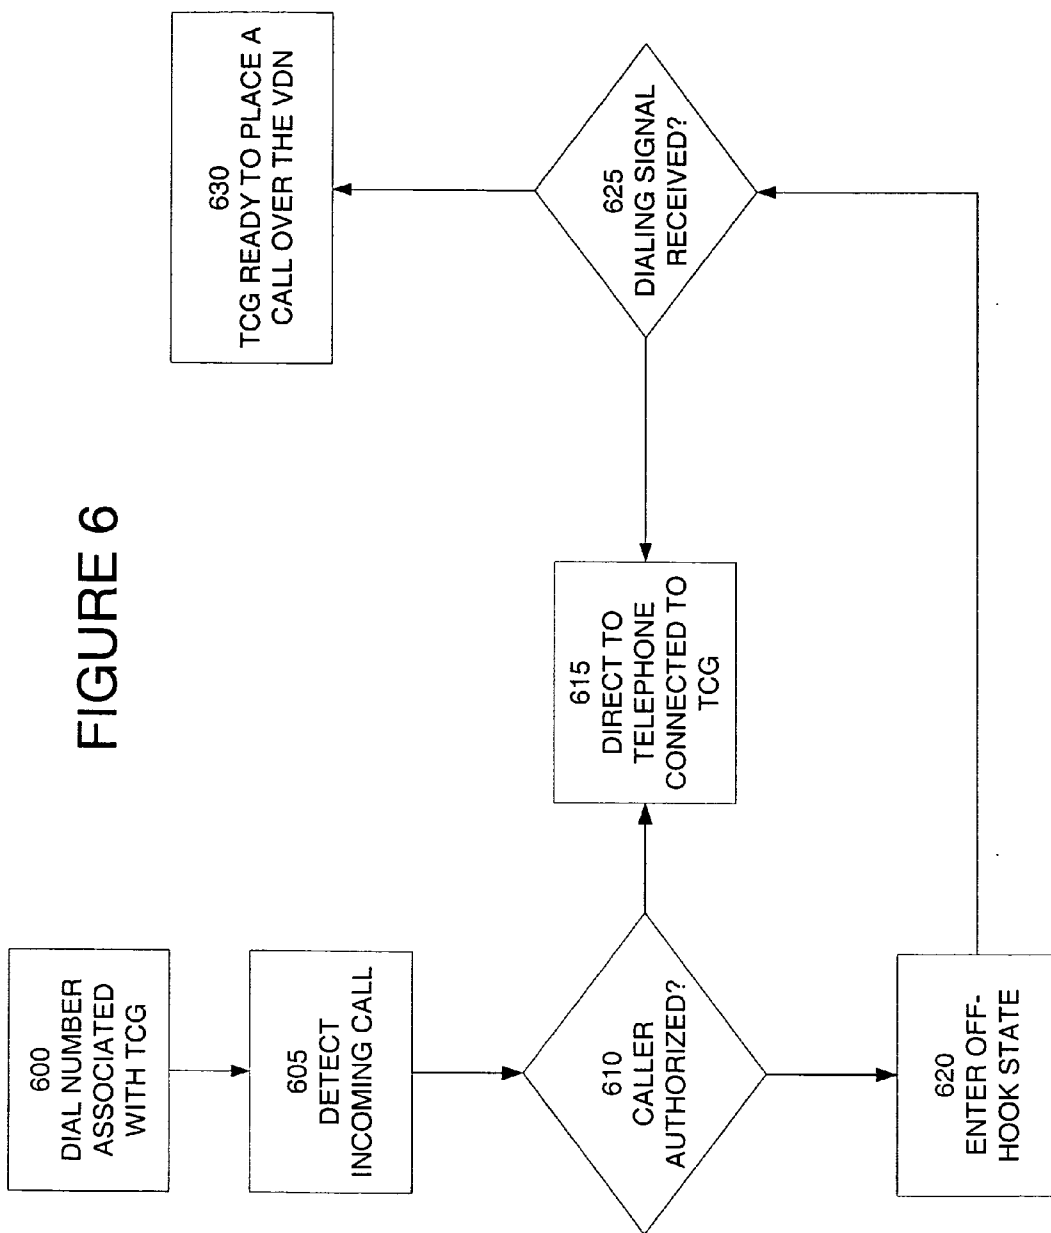 FIGURE 6
600
DIAL NUMBER
ASSOCIATED
WITH TCG
605
DETECT
INCOMING CALL
610
CALLER
AUTHORIZED?
615
DIRECT TO
TELEPHONE
CONNECTED TO
TCG
620
ENTER OFF-
HOOK STATE
625
DIALING SIGNAL
RECEIVED?
630
TCG READY TO PLACE A
CALL OVER THE VDN